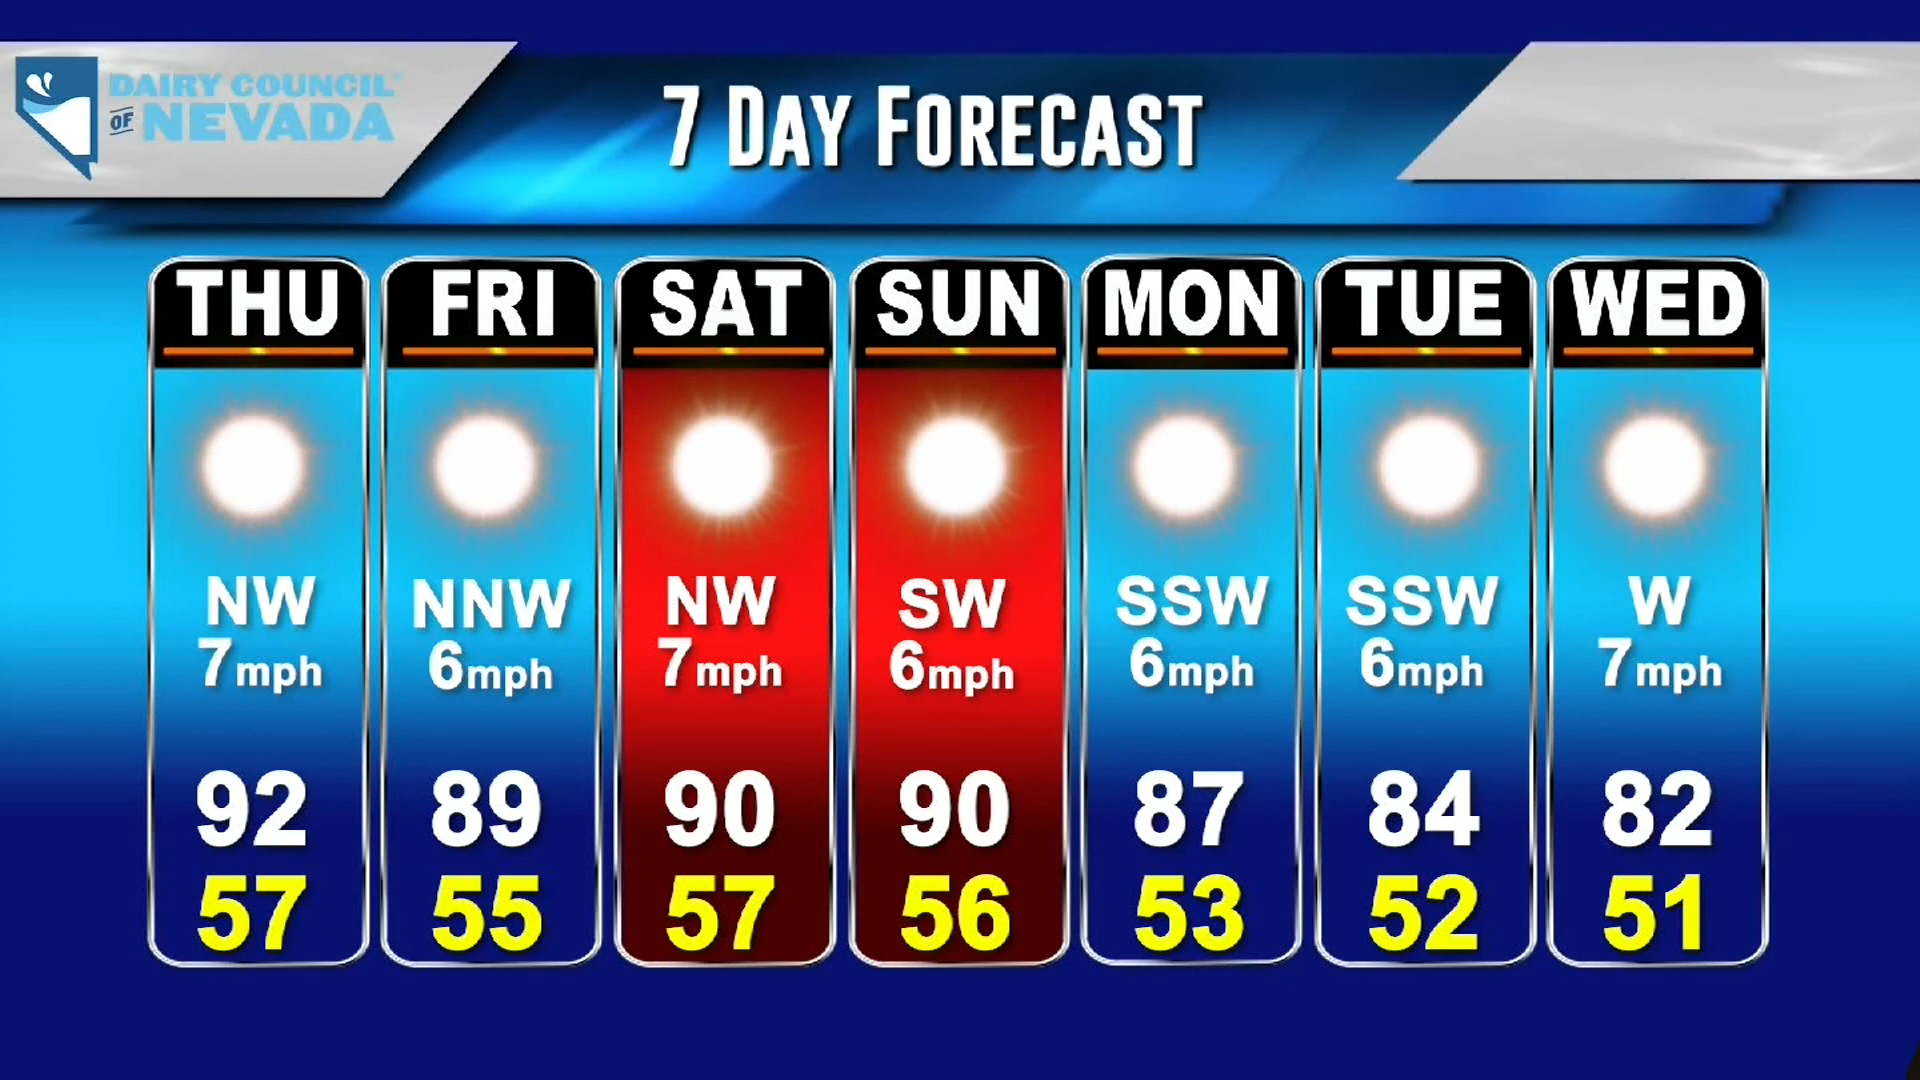 DAIRY COUNCIL
OF NEVADA
7 DAY FORECAST
THU FRI SAT SUN MON TUE WED
NW NNW NW SW SSW SSW W
7mph 6mph 7mph 6mph 6mph 6mph 7mph
92 89 90 90 87 84 82
57 55 57 56 53 52 51